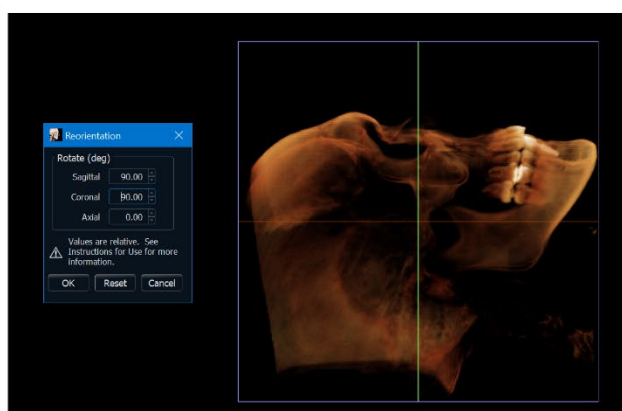 Reorientation
Rotate (deg)
Sagittal 90.00
Coronal 90.00
Axial 0.00
Values are relative. See
Instructions for Use for more
information.
OK Reset Cancel